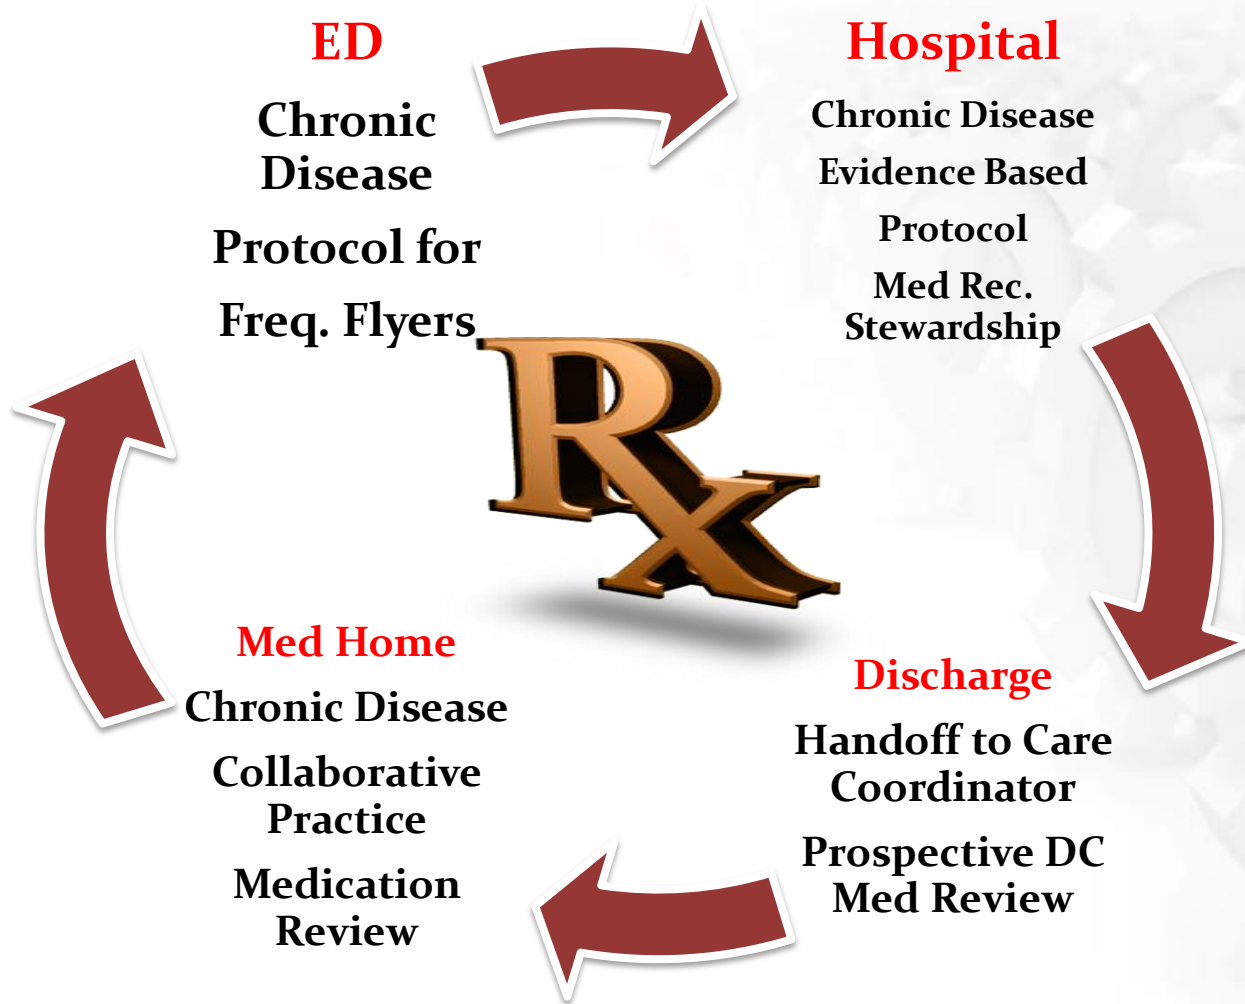 ED
Chronic
Disease
Protocol for
Freq. Flyers
Hospital
Chronic Disease
Evidence Based
Protocol
Med Rec.
Stewardship
Rx
Discharge
Handoff to Care
Coordinator
Prospective DC
Med Review
Med Home
Chronic Disease
Collaborative
Practice
Medication
Review